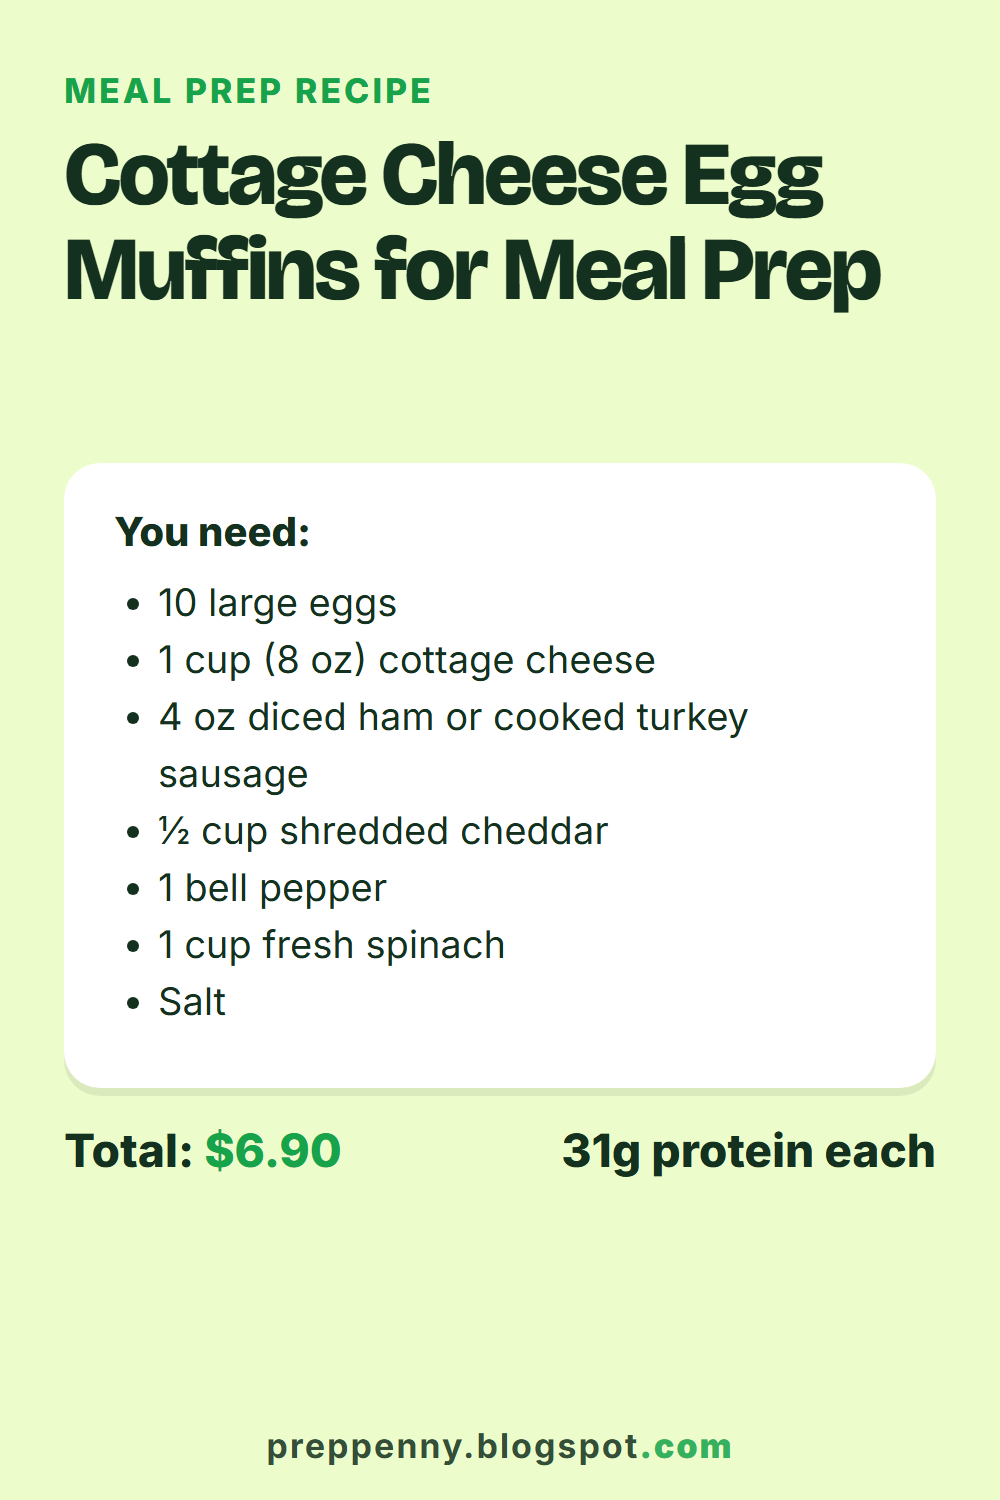 MEAL PREP RECIPE
Cottage Cheese Egg
Muffins for Meal Prep
You need:
• 10 large eggs
• 1 cup (8 oz) cottage cheese
• 4 oz diced ham or cooked turkey
sausage
• ½ cup shredded cheddar
• 1 bell pepper
• 1 cup fresh spinach
• Salt
Total: $6.90 31g protein each
preppenny.blogspot.com